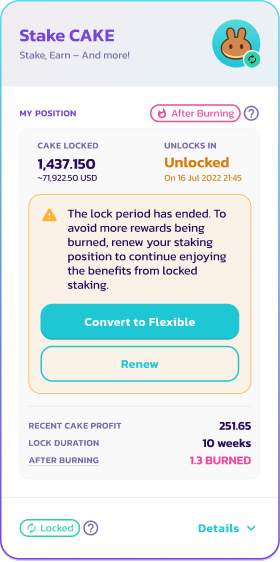 Stake CAKE
Stake, Earn – And more!
MY POSITION
After Burning
CAKE LOCKED
UNLOCKS IN
1,437.150
Unlocked
~71,922.50 USD
On 16 Jul 2022 21:45
The lock period has ended. To
avoid more rewards being
burned, renew your staking
position to continue enjoying
the benefits from locked
staking.
Convert to Flexible
Renew
RECENT CAKE PROFIT
251.65
LOCK DURATION
10 weeks
AFTER BURNING
1.3 BURNED
Locked
Details